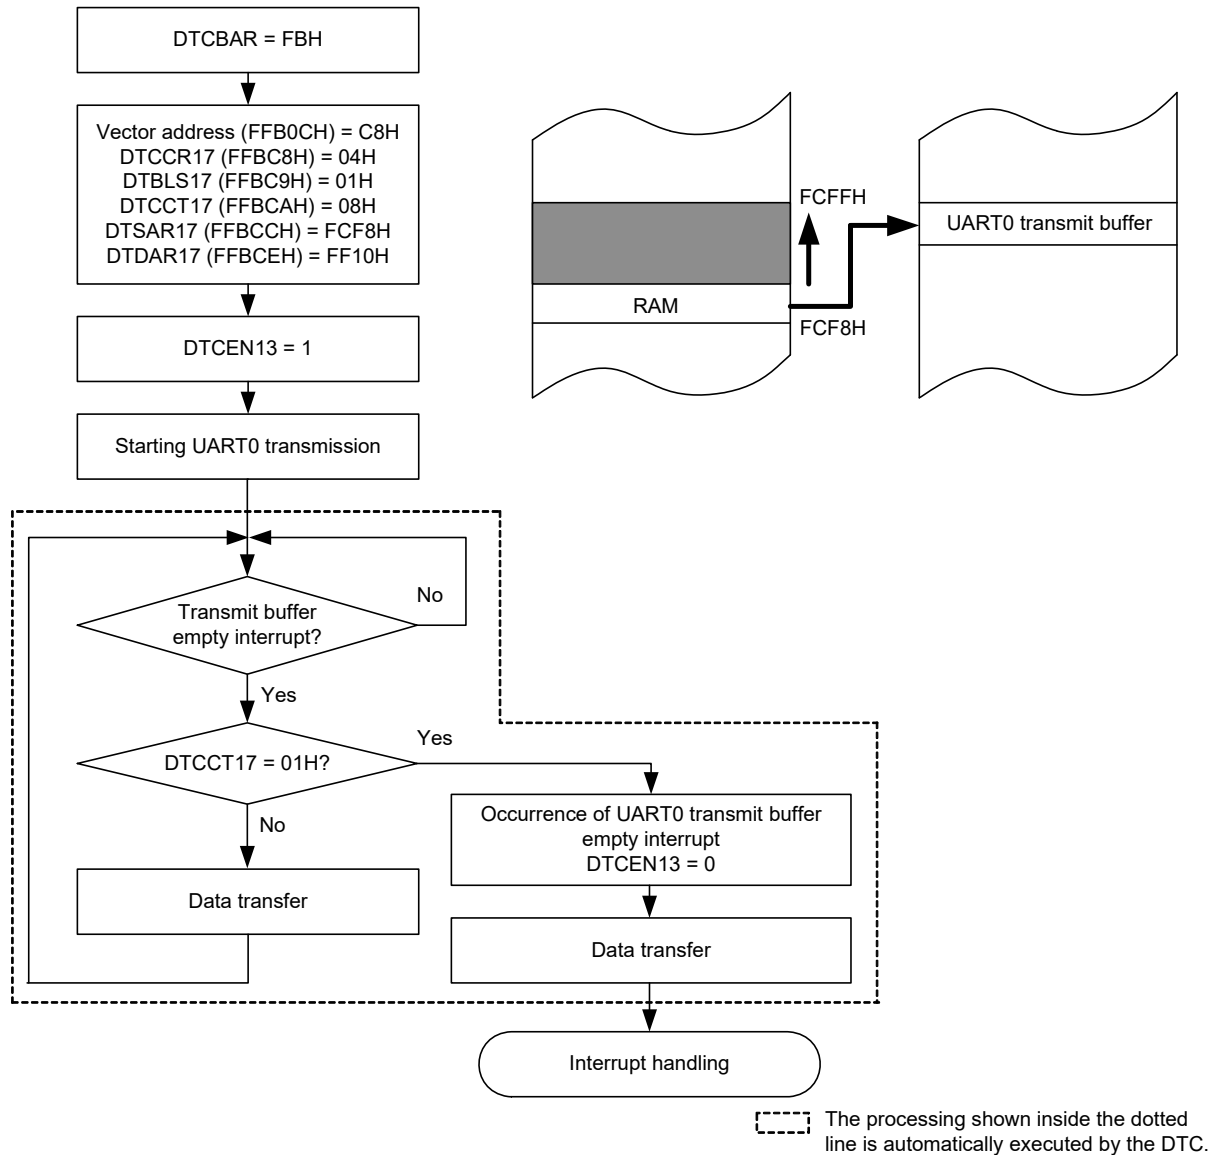 DTCBAR = FBH
Vector address (FFB0CH) = C8H
DTCCR17 (FFBC8H) = 04H
DTBLS17 (FFBC9H) = 01H
DTCCT17 (FFBCAH) = 08H
DTSAR17 (FFBCCH) = FCF8H
DTDAR17 (FFBCEH) = FF10H
DTCEN13 = 1
Starting UART0 transmission
FCFFH
RAM
FCF8H
UART0 transmit buffer
Transmit buffer
empty interrupt?
No
Yes
DTCCT17 = 01H?
Yes
No
Data transfer
Occurrence of UART0 transmit buffer
empty interrupt
DTCEN13 = 0
Data transfer
Interrupt handling
The processing shown inside the dotted
line is automatically executed by the DTC.